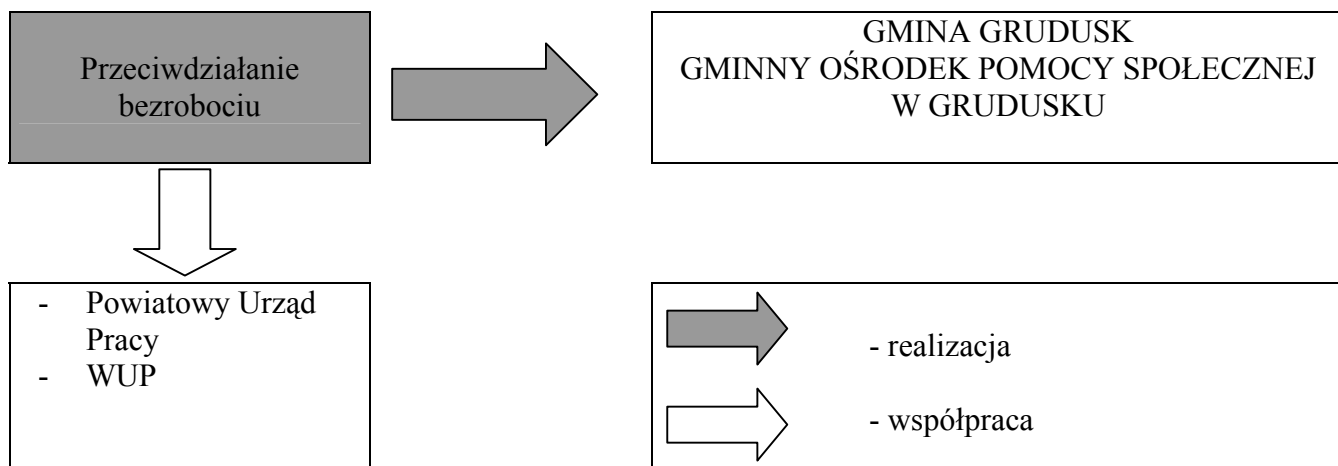 Przeciwdziałanie
bezrobociu
GMINA GRUDUSK
GMINNY OŚRODEK POMOCY SPOŁECZNEJ
W GRUDUSKU
- Powiatowy Urząd
Pracy
- WUP
- realizacja
- współpraca